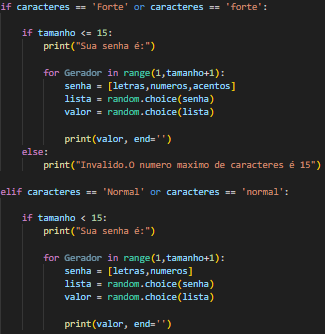 if caracteres == 'Forte' or caracteres == 'forte':
if tamanho <= 15:
print("Sua senha é:")
for Gerador in range(1,tamanho+1):
senha = [letras,numeros,acentos]
lista = random.choice(senha)
valor = random.choice(lista)
print(valor, end='')
else:
print("Invalido.O numero maximo de caracteres é 15")
elif caracteres == 'Normal' or caracteres == 'normal':
if tamanho < 15:
print("Sua senha é:")
for Gerador in range(1,tamanho+1):
senha = [letras,numeros]
lista = random.choice(senha)
valor = random.choice(lista)
print(valor, end='')